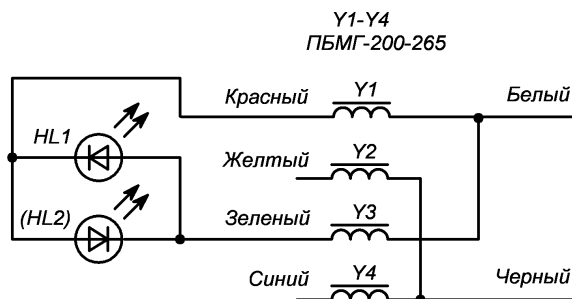 Y1-Y4
ПБМГ-200-265
Красный
Y1
Белый
HL1
Желтый
Y2
(HL2)
Зеленый
Y3
Синий
Y4
Черный